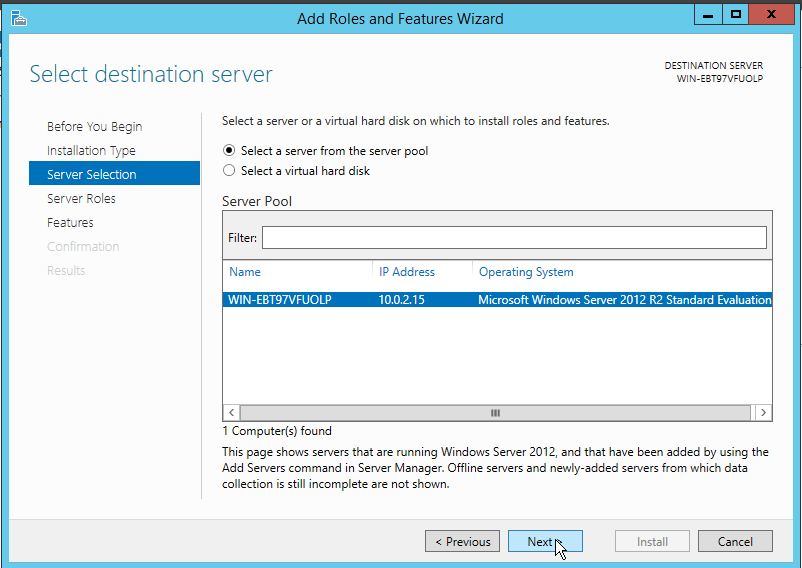 Add Roles and Features Wizard
Select destination server
DESTINATION SERVER
WIN-EBT97VFUOLP
Before You Begin
Installation Type
Server Selection
Server Roles
Features
Confirmation
Results
Select a server or a virtual hard disk on which to install roles and features.
Select a server from the server pool
Select a virtual hard disk
Server Pool
Filter:
Name IP Address Operating System
WIN-EBT97VFUOLP 10.0.2.15 Microsoft Windows Server 2012 R2 Standard Evaluation
1 Computer(s) found
This page shows servers that are running Windows Server 2012, and that have been added by using the
Add Servers command in Server Manager. Offline servers and newly-added servers from which data
collection is still incomplete are not shown.
< Previous Next > Install Cancel